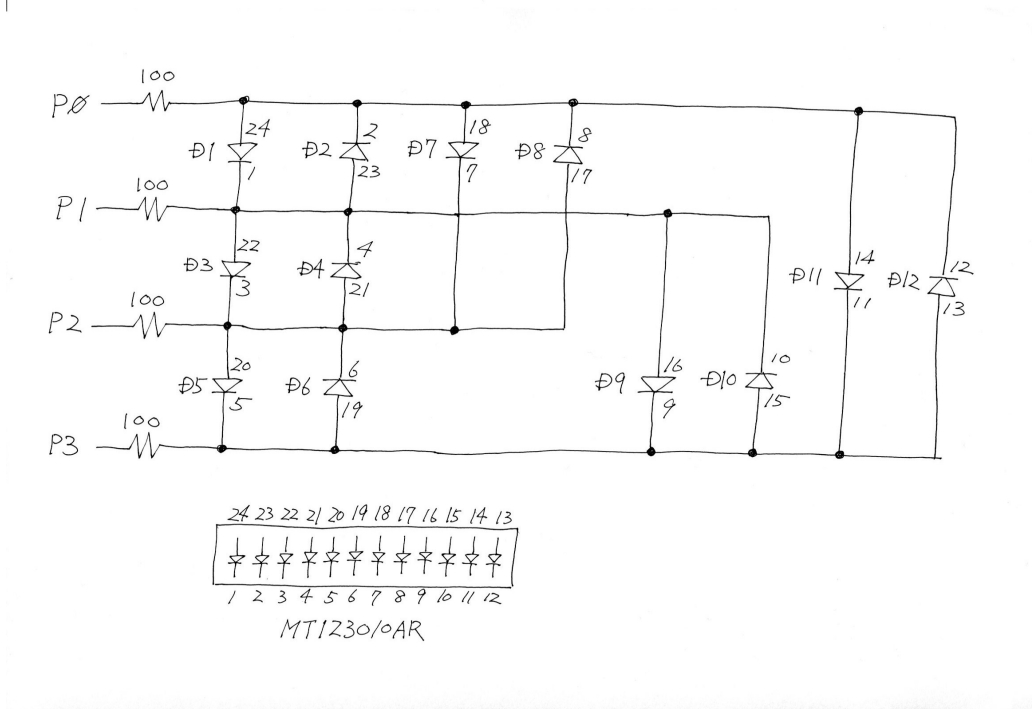 100
PØ
24 2 18 8
D1 D2 D7 D8
1 23 7 17
100
P1
22 4 14 12
D3 D4 D11 D12
3 21 11 13
100
P2
20 6 16 10
D5 D6 D9 D10
5 19 9 15
100
P3
24 23 22 21 20 19 18 17 16 15 14 13
1 2 3 4 5 6 7 8 9 10 11 12
MT123010AR